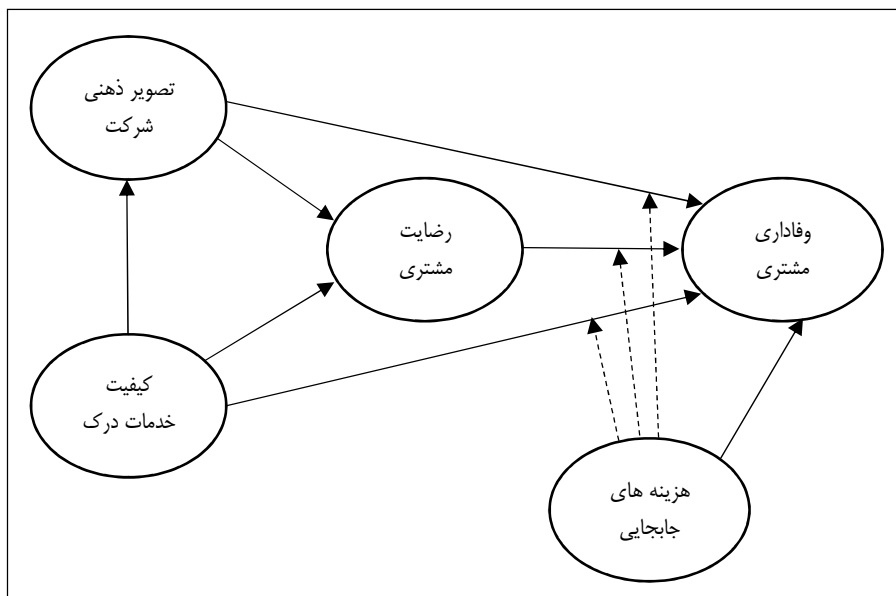 تصویر ذهنی
شرکت
رضایت
مشتری
وفاداری
مشتری
کیفیت
خدمات درک
هزینه های
جابجایی